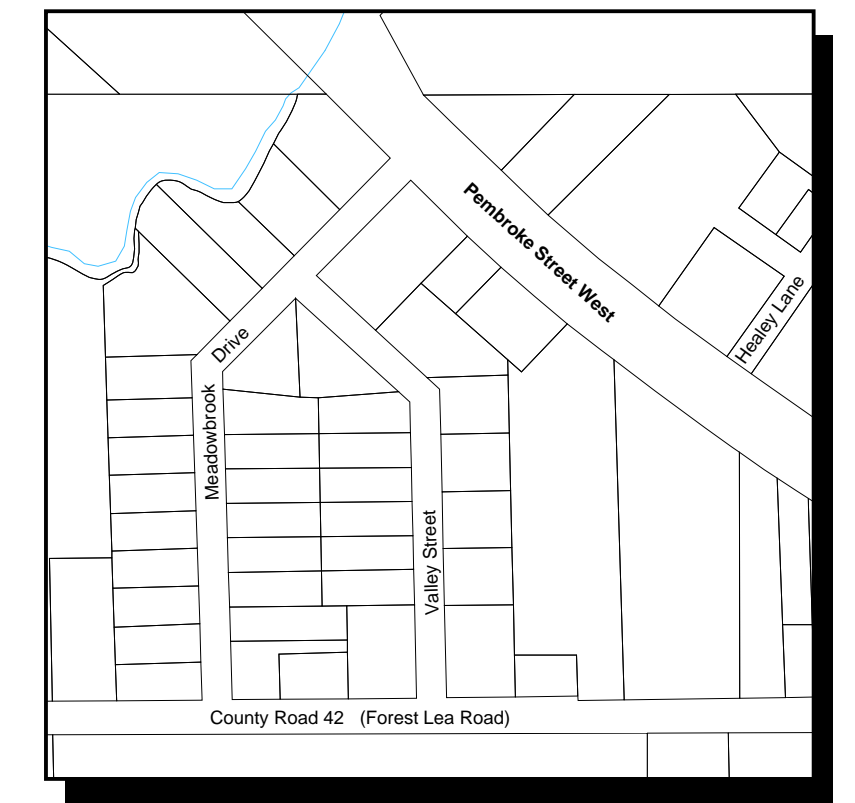 Pembroke Street West
Healey Lane
Meadowbrook Drive
Valley Street
County Road 42 (Forest Lea Road)